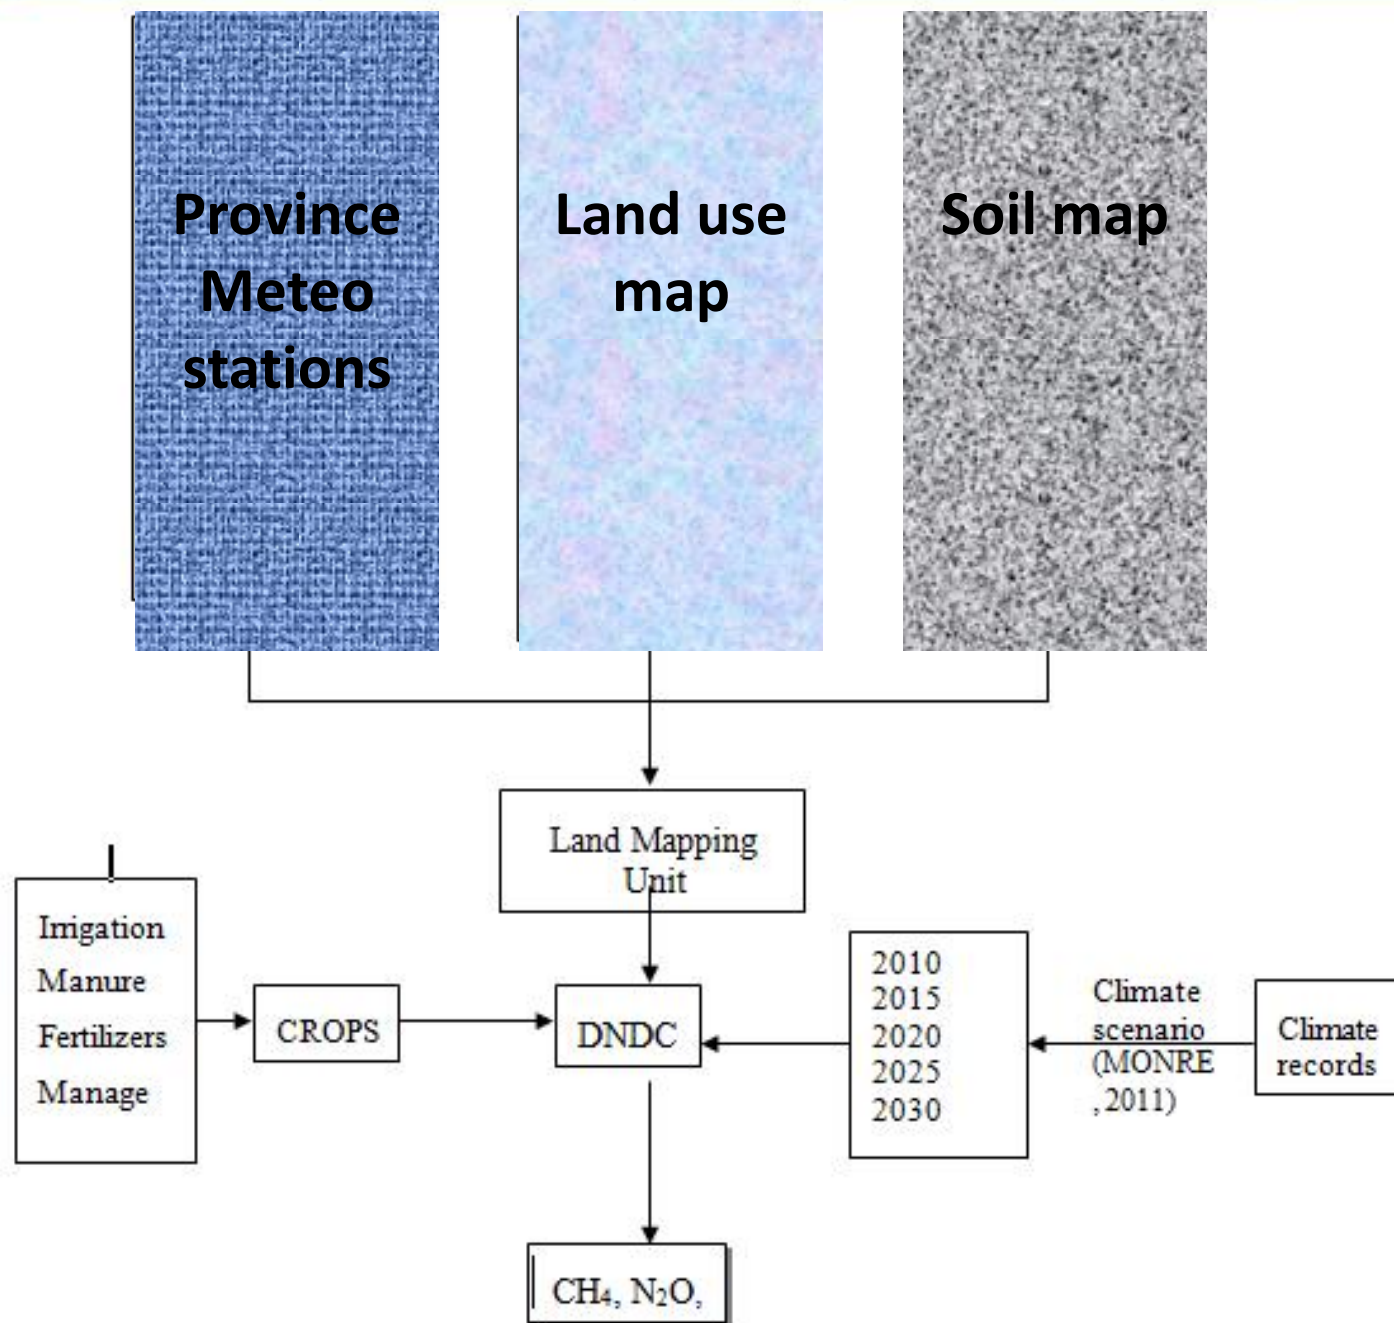 Province
Meteo
stations
Land use
map
Soil map
Land Mapping
Unit
Irrigation
Manure
Fertilizers
Manage
CROPS
DNDC
2010
2015
2020
2025
2030
Climate
scenario
(MONRE
, 2011)
Climate
records
CH₄, N₂O,